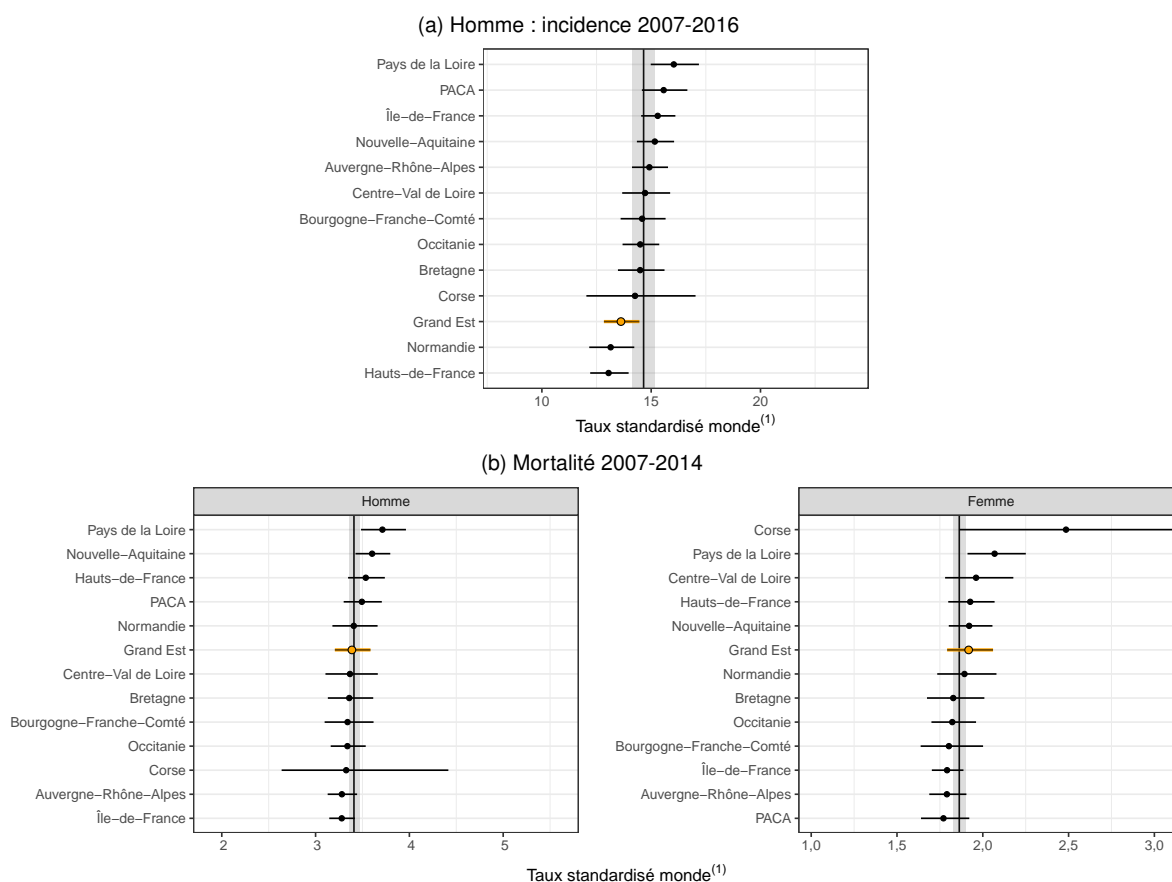 (a) Homme : incidence 2007-2016
Pays de la Loire
PACA
Île−de−France
Nouvelle−Aquitaine
Auvergne−Rhône−Alpes
Centre−Val de Loire
Bourgogne−Franche−Comté
Occitanie
Bretagne
Corse
Grand Est
Normandie
Hauts−de−France
10 15 20
Taux standardisé monde(1)
(b) Mortalité 2007-2014
Homme
Pays de la Loire
Nouvelle−Aquitaine
Hauts−de−France
PACA
Normandie
Grand Est
Centre−Val de Loire
Bretagne
Bourgogne−Franche−Comté
Occitanie
Corse
Auvergne−Rhône−Alpes
Île−de−France
2 3 4 5
Femme
Corse
Pays de la Loire
Centre−Val de Loire
Hauts−de−France
Nouvelle−Aquitaine
Grand Est
Normandie
Bretagne
Occitanie
Bourgogne−Franche−Comté
Île−de−France
Auvergne−Rhône−Alpes
PACA
1,0 1,5 2,0 2,5 3,0
Taux standardisé monde(1)